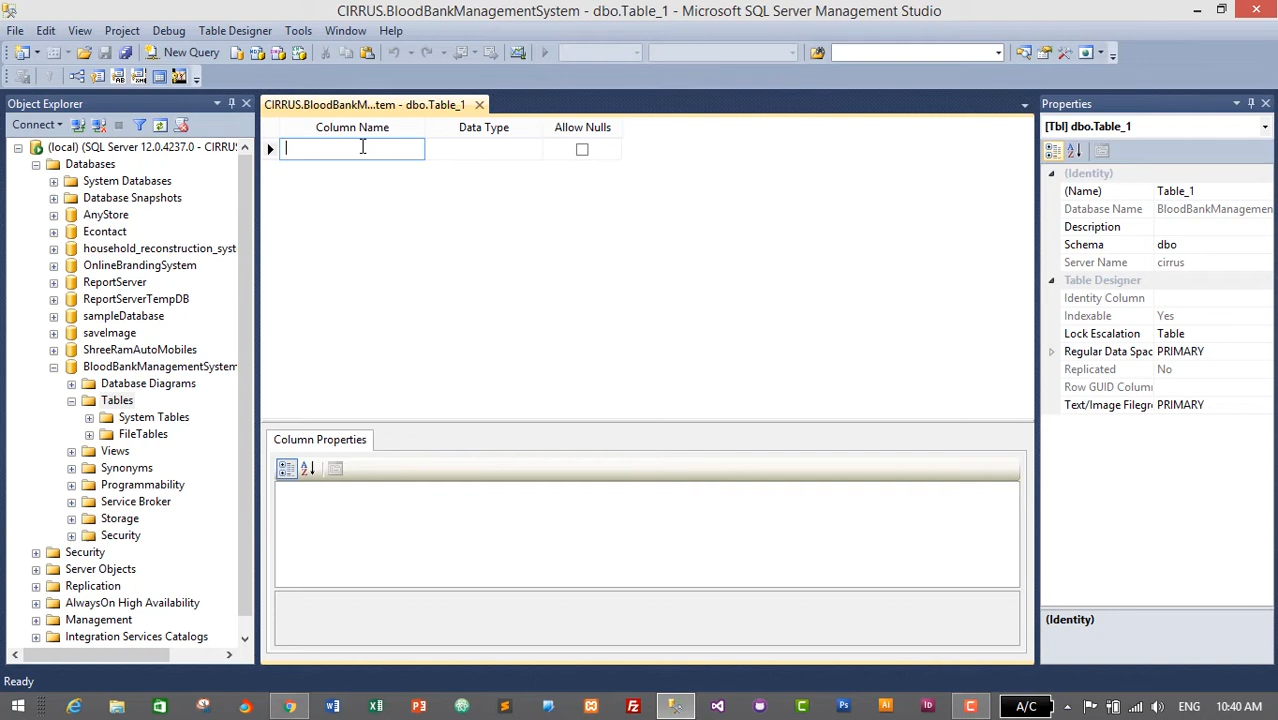 CIRRUS.BloodBankManagementSystem - dbo.Table_1 - Microsoft SQL Server Management Studio
File Edit View Project Debug Table Designer Tools Window Help
New Query
Object Explorer
Connect
(local) (SQL Server 12.0.4237.0 - CIRRUS
Databases
System Databases
Database Snapshots
AnyStore
Econtact
household_reconstruction_syst
OnlineBrandingSystem
ReportServer
ReportServerTempDB
sampleDatabase
saveImage
ShreeRamAutoMobiles
BloodBankManagementSystem
Database Diagrams
Tables
System Tables
FileTables
Views
Synonyms
Programmability
Service Broker
Storage
Security
Security
Server Objects
Replication
AlwaysOn High Availability
Management
Integration Services Catalogs
CIRRUS.BloodBankM...tem - dbo.Table_1
Column Name Data Type Allow Nulls
Column Properties
Properties
[Tbl] dbo.Table_1
(Identity)
(Name) Table_1
Database Name BloodBankManagemen
Description
Schema dbo
Server Name cirrus
Table Designer
Identity Column
Indexable Yes
Lock Escalation Table
Regular Data Spac PRIMARY
Replicated No
Row GUID Column
Text/Image Filegr PRIMARY
(Identity)
Ready
A/C ENG 10:40 AM